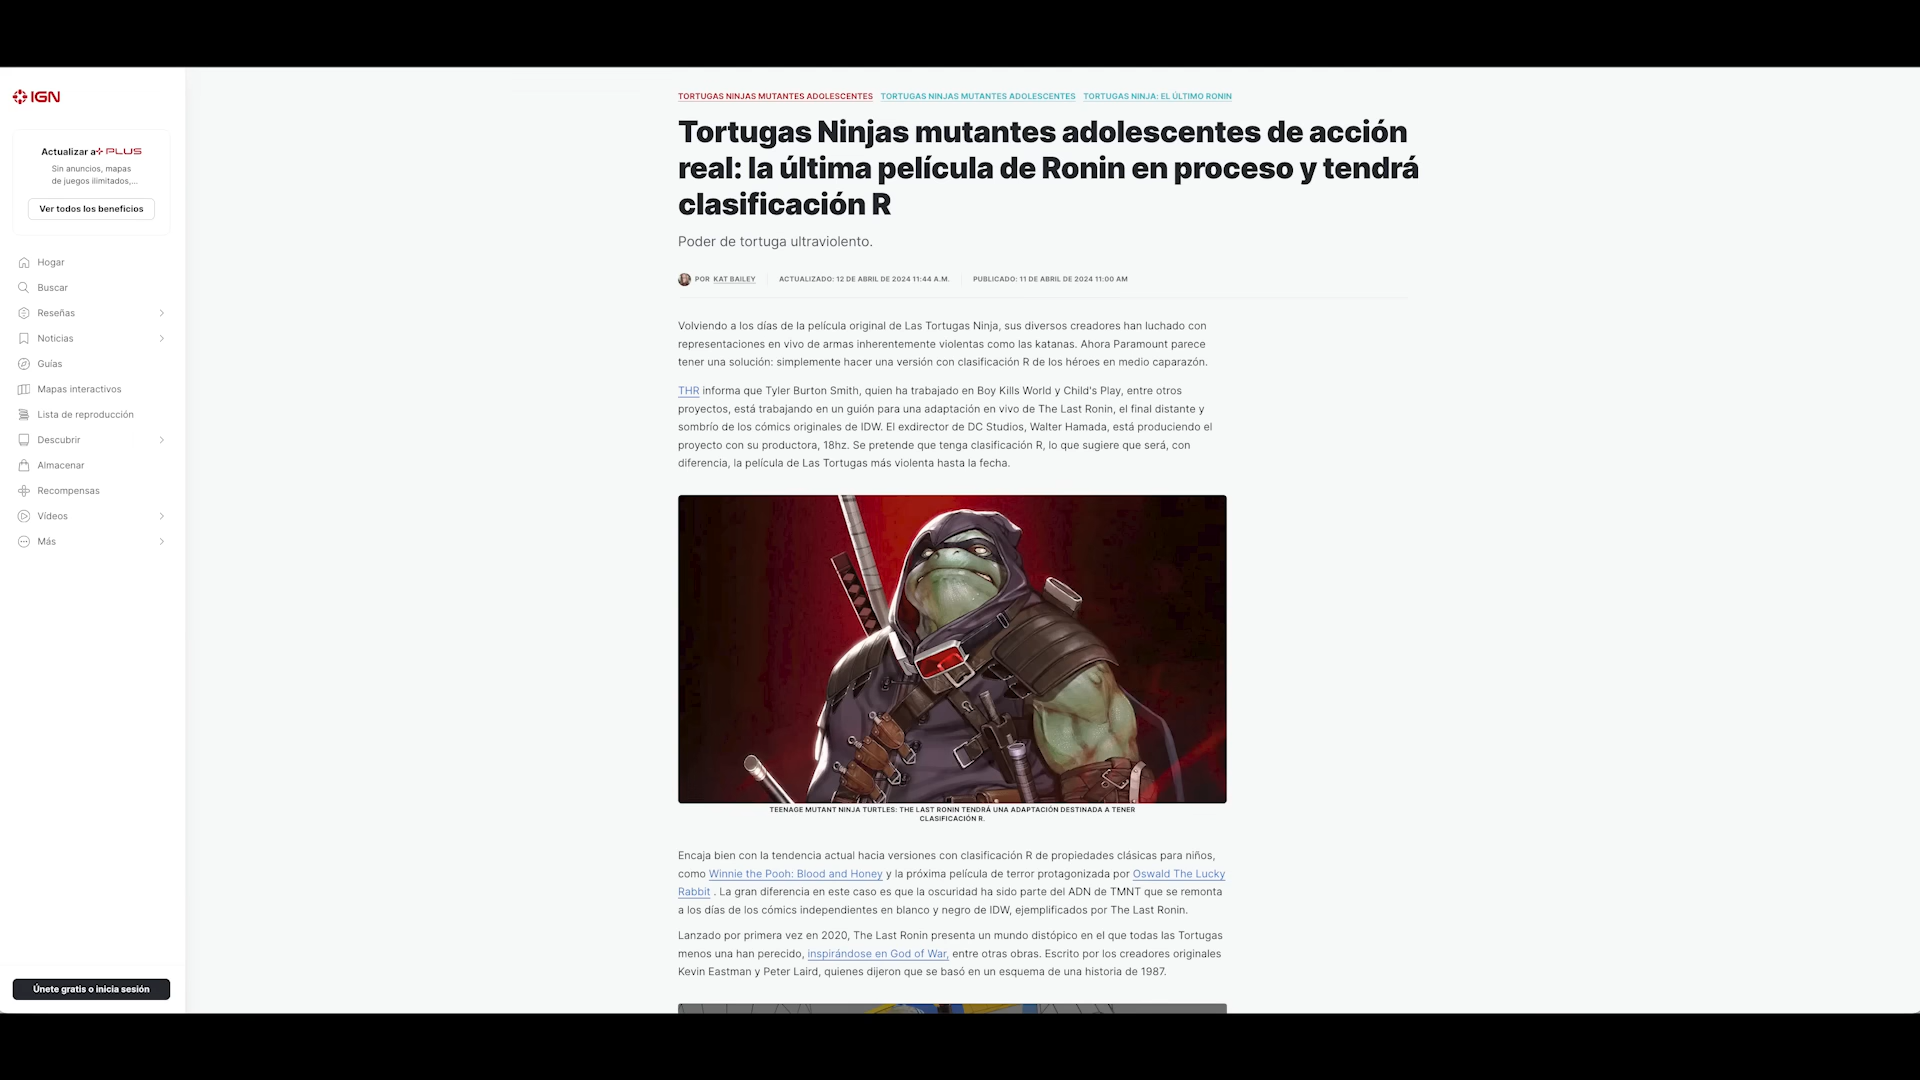 IGN
Actualizar a PLUS
Sin anuncios, mapas
de juegos ilimitados,...
Ver todos los beneficios
Hogar
Buscar
Reseñas
Noticias
Guías
Mapas interactivos
Lista de reproducción
Descubrir
Almacenar
Recompensas
Vídeos
Más
Únete gratis o inicia sesión
TORTUGAS NINJAS MUTANTES ADOLESCENTES TORTUGAS NINJAS MUTANTES ADOLESCENTES TORTUGAS NINJA: EL ÚLTIMO RONIN
Tortugas Ninjas mutantes adolescentes de acción
real: la última película de Ronin en proceso y tendrá
clasificación R
Poder de tortuga ultraviolento.
POR KAT BAILEY ACTUALIZADO: 12 DE ABRIL DE 2024 11:44 A.M. PUBLICADO: 11 DE ABRIL DE 2024 11:00 AM
Volviendo a los días de la película original de Las Tortugas Ninja, sus diversos creadores han luchado con
representaciones en vivo de armas inherentemente violentas como las katanas. Ahora Paramount parece
tener una solución: simplemente hacer una versión con clasificación R de los héroes en medio caparazón.
THR informa que Tyler Burton Smith, quien ha trabajado en Boy Kills World y Child's Play, entre otros
proyectos, está trabajando en un guión para una adaptación en vivo de The Last Ronin, el final distante y
sombrío de los cómics originales de IDW. El exdirector de DC Studios, Walter Hamada, está produciendo el
proyecto con su productora, 18hz. Se pretende que tenga clasificación R, lo que sugiere que será, con
diferencia, la película de Las Tortugas más violenta hasta la fecha.
TEENAGE MUTANT NINJA TURTLES: THE LAST RONIN TENDRÁ UNA ADAPTACIÓN DESTINADA A TENER
CLASIFICACIÓN R.
Encaja bien con la tendencia actual hacia versiones con clasificación R de propiedades clásicas para niños,
como Winnie the Pooh: Blood and Honey y la próxima película de terror protagonizada por Oswald The Lucky
Rabbit . La gran diferencia en este caso es que la oscuridad ha sido parte del ADN de TMNT que se remonta
a los días de los cómics independientes en blanco y negro de IDW, ejemplificados por The Last Ronin.
Lanzado por primera vez en 2020, The Last Ronin presenta un mundo distópico en el que todas las Tortugas
menos una han perecido, inspirándose en God of War, entre otras obras. Escrito por los creadores originales
Kevin Eastman y Peter Laird, quienes dijeron que se basó en un esquema de una historia de 1987.